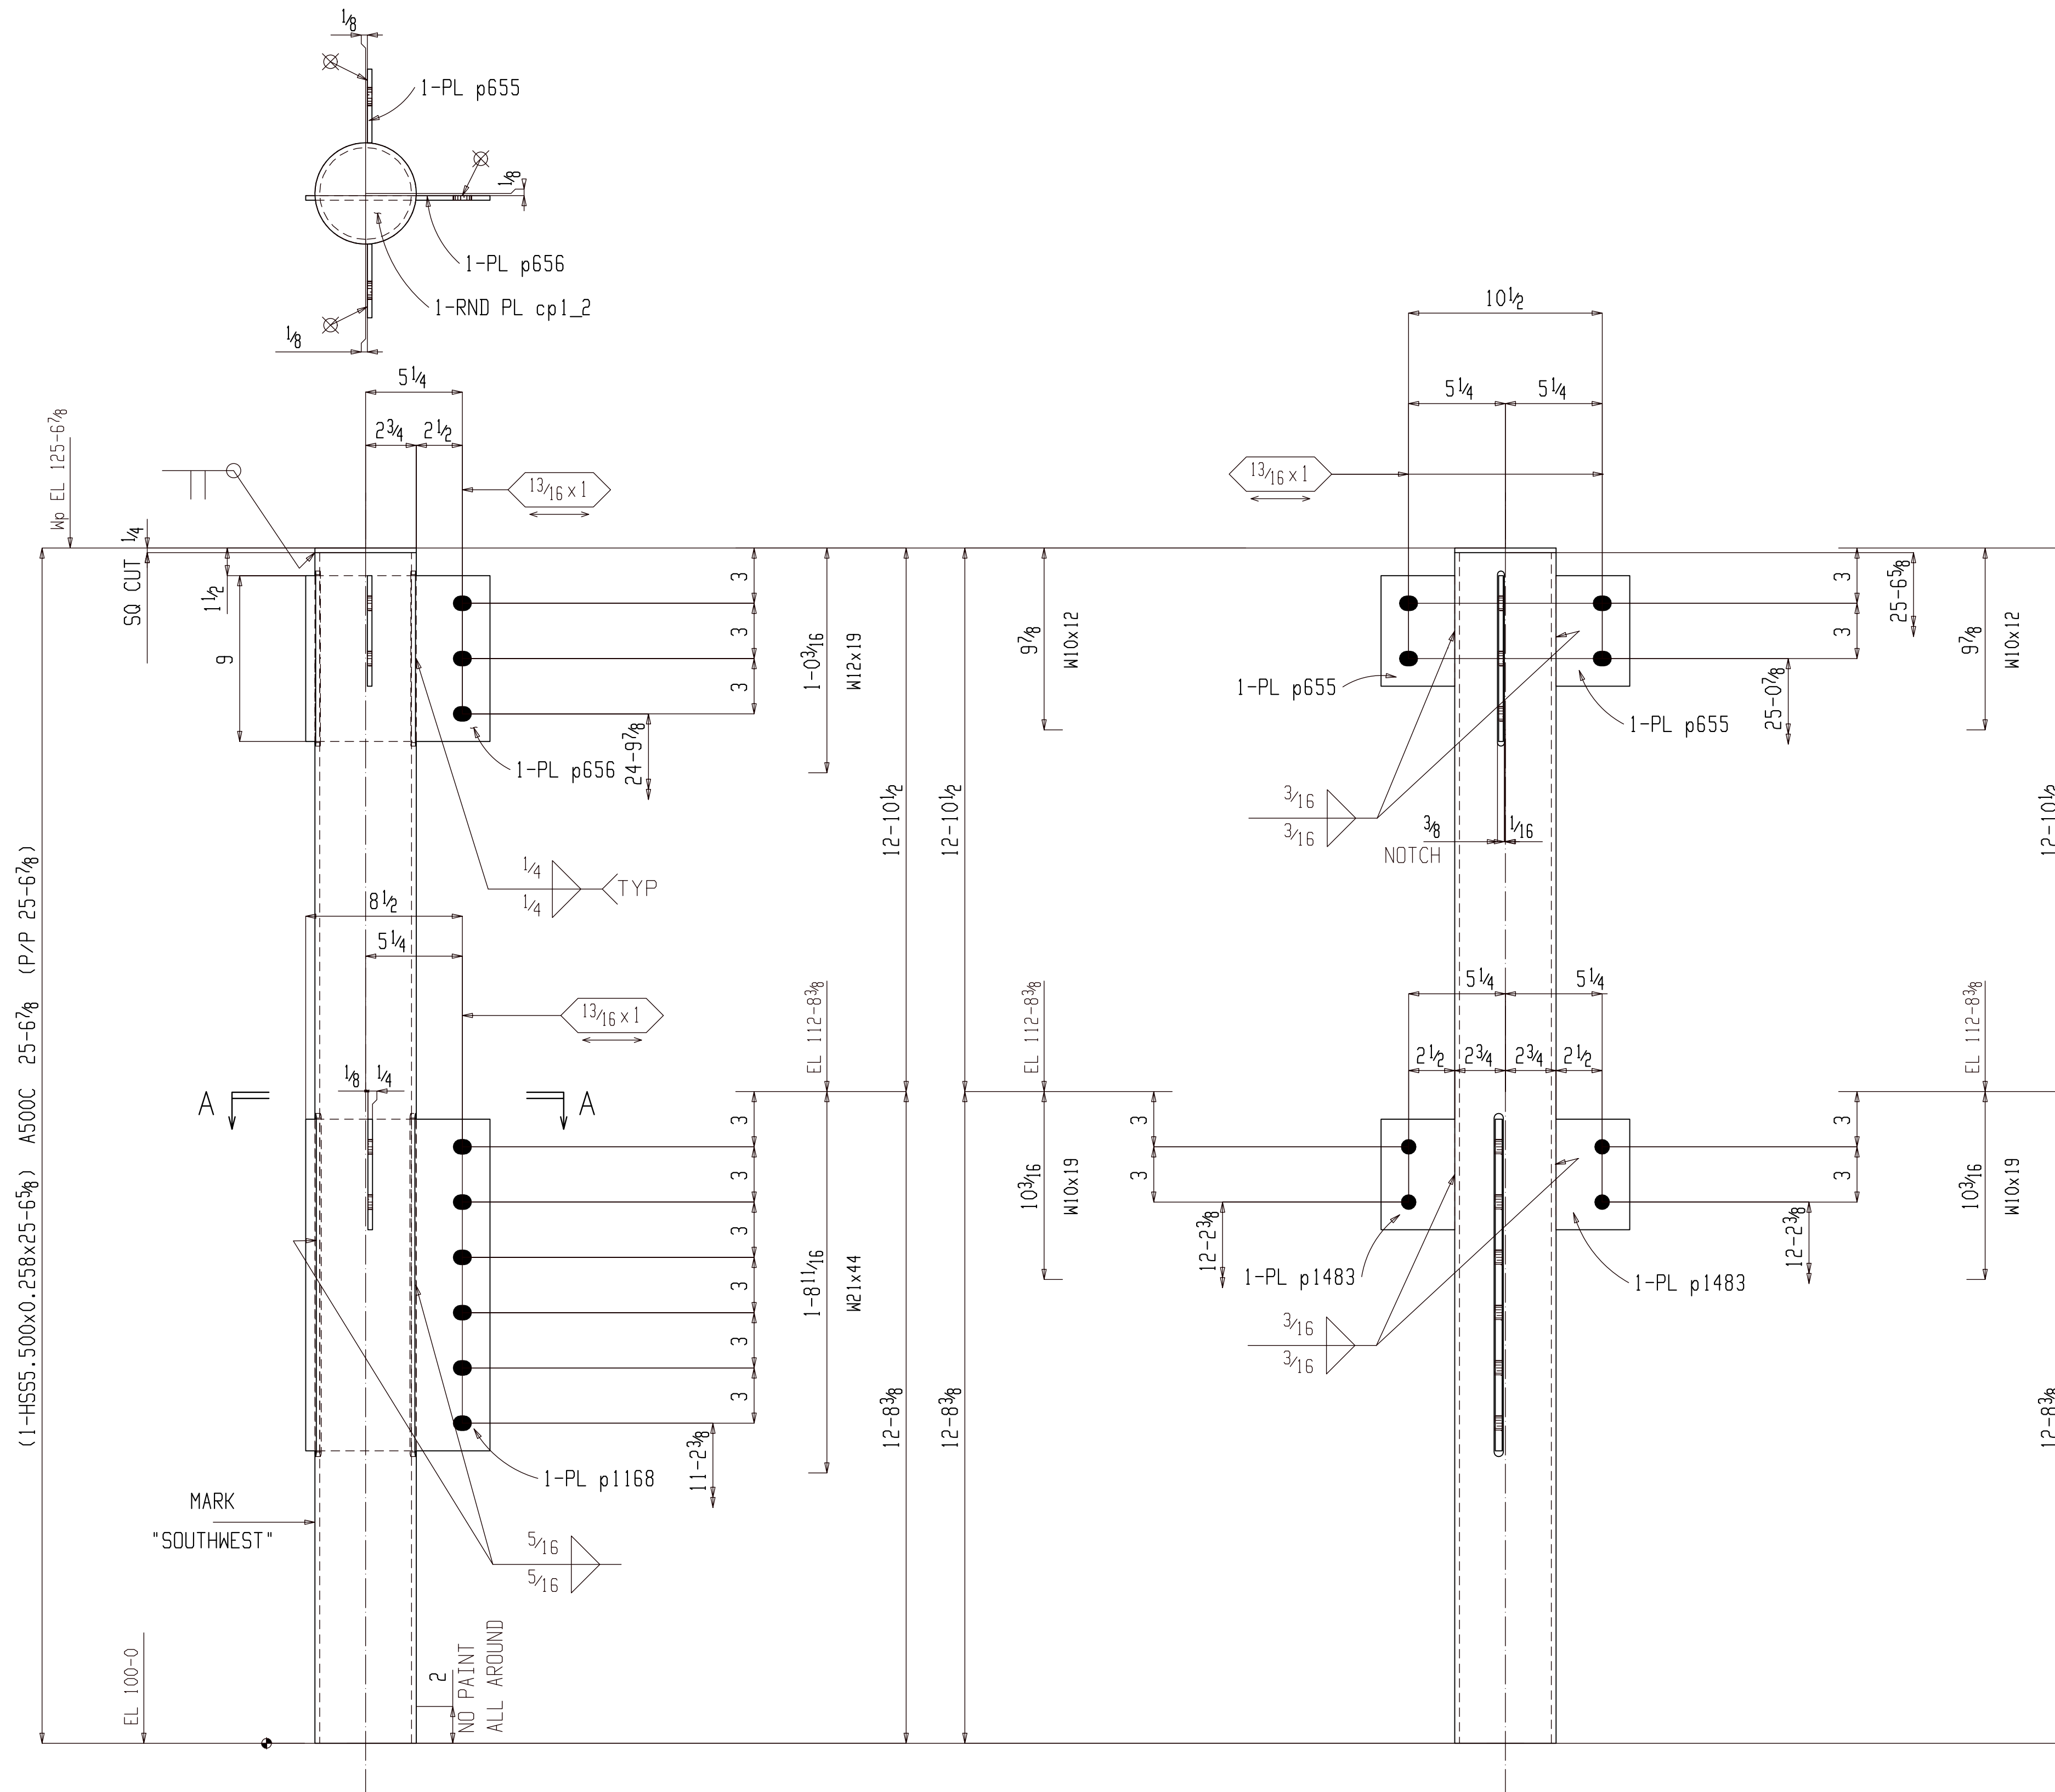 1/8
1-PL p655
1/8
1-PL p656
1-RND PL cp1_2
1/8
5 1/4
2 3/4
2 1/2
13/16 x 1
Wp EL 125-6 7/8
1/4
SQ CUT
1 1/2
9
3
3
3
24-9 7/8
1-PL p656
1-0 3/16
W12x19
9 7/8
W10x12
12-10 1/2
12-10 1/2
1/4
1/4
TYP
8 1/2
5 1/4
13/16 x 1
(1-HSS5.500x0.258x25-6 5/8) A500C 25-6 7/8 (P/P 25-6 7/8)
1/8
1/4
A
A
EL 112-8 3/8
EL 112-8 3/8
3
3
3
3
3
3
11-2 3/8
1-8 11/16
W21x44
10 3/16
W10x19
12-8 3/8
12-8 3/8
1-PL p1168
MARK
"SOUTHWEST"
5/16
5/16
EL 100-0
2
NO PAINT
ALL AROUND
10 1/2
5 1/4
5 1/4
13/16 x 1
3
3
25-6 5/8
25-0 7/8
9 7/8
W10x12
1-PL p655
1-PL p655
3/16
3/16
3/8
1/16
NOTCH
12-10 1/2
5 1/4
5 1/4
2 1/2
2 3/4
2 3/4
2 1/2
EL 112-8 3/8
3
3
3
3
12-2 3/8
12-2 3/8
10 3/16
W10x19
1-PL p1483
1-PL p1483
3/16
3/16
12-8 3/8